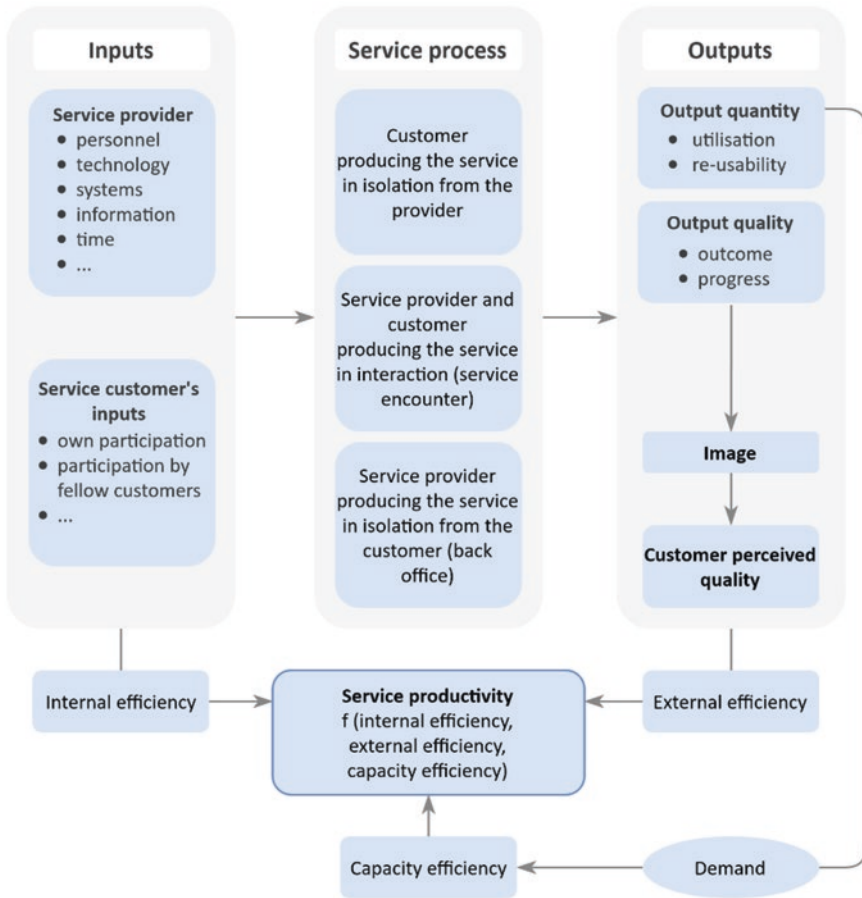 Inputs
Service provider
• personnel
• technology
• systems
• information
• time
• ...
Service customer's
inputs
• own participation
• participation by
fellow customers
• ...
Service process
Customer
producing the service
in isolation from the
provider
Service provider and
customer
producing the service
in interaction (service
encounter)
Service provider
producing the service
in isolation from the
customer (back
office)
Outputs
Output quantity
• utilisation
• re-usability
Output quality
• outcome
• progress
Image
Customer perceived
quality
Internal efficiency
Service productivity
f (internal efficiency,
external efficiency,
capacity efficiency)
External efficiency
Capacity efficiency
Demand